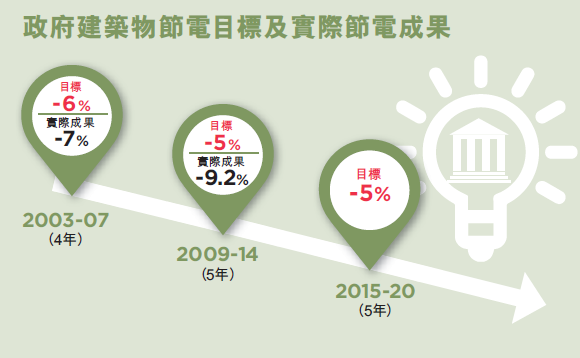 政府建築物節電目標及實際節電成果
目標
-6%
實際成果
-7%
2003-07
（4年）
目標
-5%
實際成果
-9.2%
2009-14
（5年）
目標
-5%
2015-20
（5年）